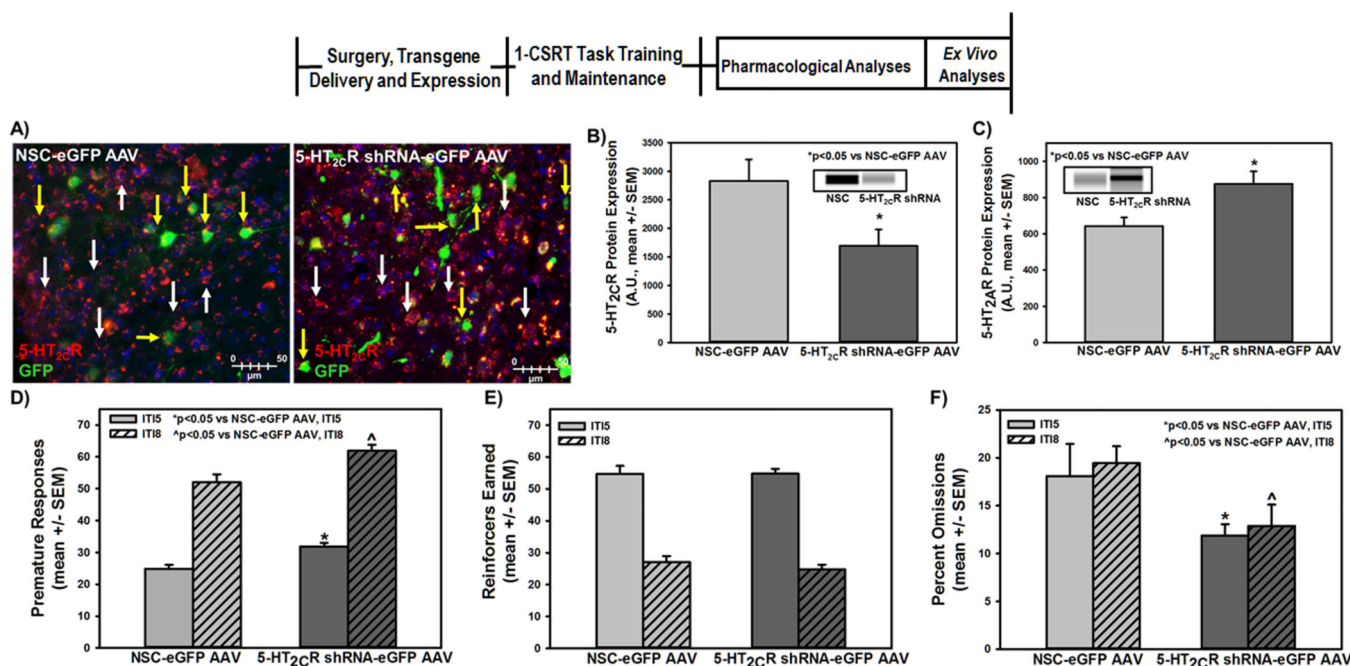 Surgery, Transgene
Delivery and Expression
1-CSRT Task Training
and Maintenance
Pharmacological Analyses
Ex Vivo
Analyses
A)
NSC-eGFP AAV
5-HT2CR
GFP
0 50
μm
5-HT2CR shRNA-eGFP AAV
5-HT2CR
GFP
0 50
μm
B)
5-HT2CR Protein Expression
(A.U., mean +/- SEM)
3500
3000
2500
2000
1500
1000
500
0
*p<0.05 vs NSC-eGFP AAV
NSC 5-HT2CR shRNA
*
NSC-eGFP AAV
5-HT2CR shRNA-eGFP AAV
C)
5-HT2AR Protein Expression
(A.U., mean +/- SEM)
1000
800
600
400
200
0
*p<0.05 vs NSC-eGFP AAV
NSC 5-HT2CR shRNA
*
NSC-eGFP AAV
5-HT2CR shRNA-eGFP AAV
D)
Premature Responses
(mean +/- SEM)
70
60
50
40
30
20
10
0
ITI5 *p<0.05 vs NSC-eGFP AAV, ITI5
ITI8 ^p<0.05 vs NSC-eGFP AAV, ITI8
*
^
NSC-eGFP AAV
5-HT2CR shRNA-eGFP AAV
E)
Reinforcers Earned
(mean +/- SEM)
70
60
50
40
30
20
10
0
ITI5
ITI8
NSC-eGFP AAV
5-HT2CR shRNA-eGFP AAV
F)
Percent Omissions
(mean +/- SEM)
25
20
15
10
5
0
ITI5 *p<0.05 vs NSC-eGFP AAV, ITI5
ITI8 ^p<0.05 vs NSC-eGFP AAV, ITI8
*
^
NSC-eGFP AAV
5-HT2CR shRNA-eGFP AAV